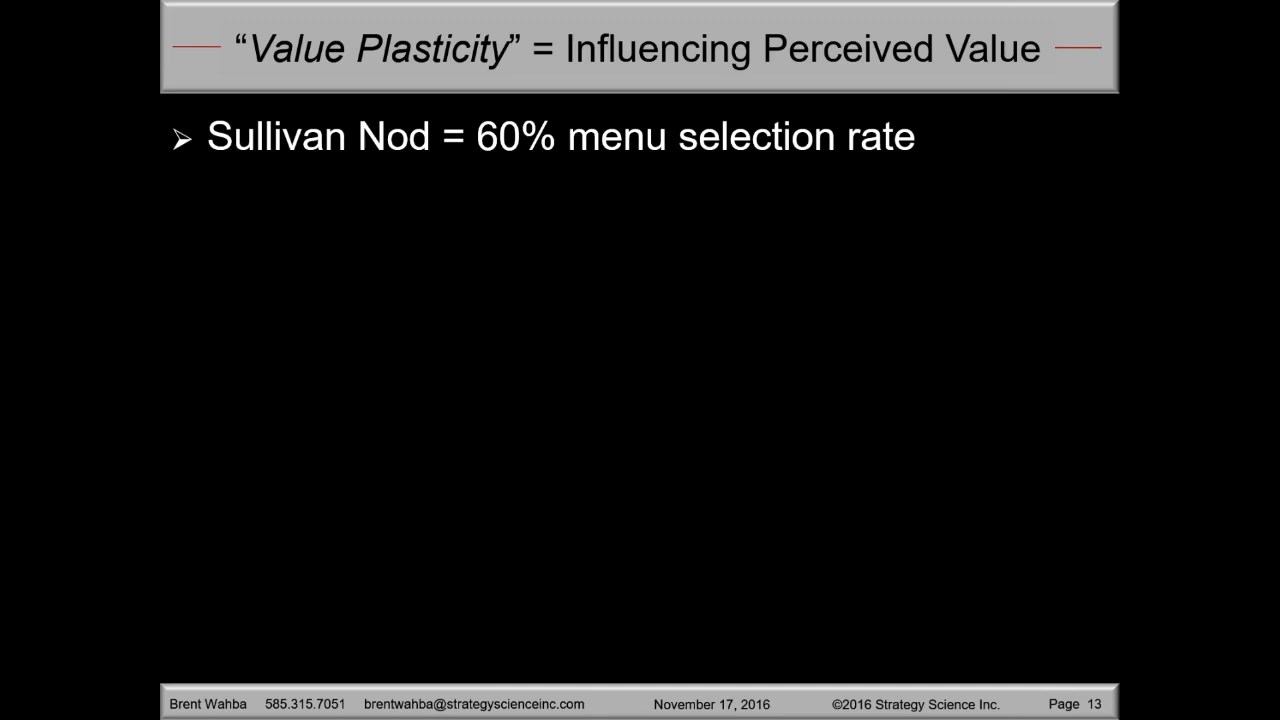 “Value Plasticity” = Influencing Perceived Value
➢ Sullivan Nod = 60% menu selection rate
Brent Wahba 585.315.7051 brentwahba@strategyscienceinc.com November 17, 2016 ©2016 Strategy Science Inc. Page 13